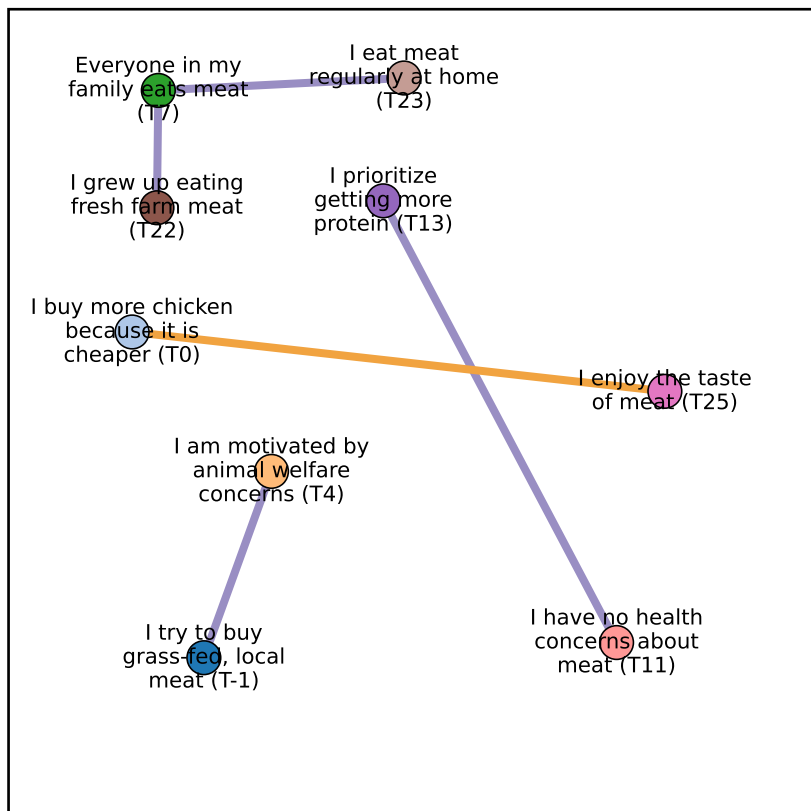 Everyone in my
family eats meat
(T7)
I eat meat
regularly at home
(T23)
I grew up eating
fresh farm meat
(T22)
I prioritize
getting more
protein (T13)
I buy more chicken
because it is
cheaper (T0)
I enjoy the taste
of meat (T25)
I am motivated by
animal welfare
concerns (T4)
I try to buy
grass-fed, local
meat (T-1)
I have no health
concerns about
meat (T11)